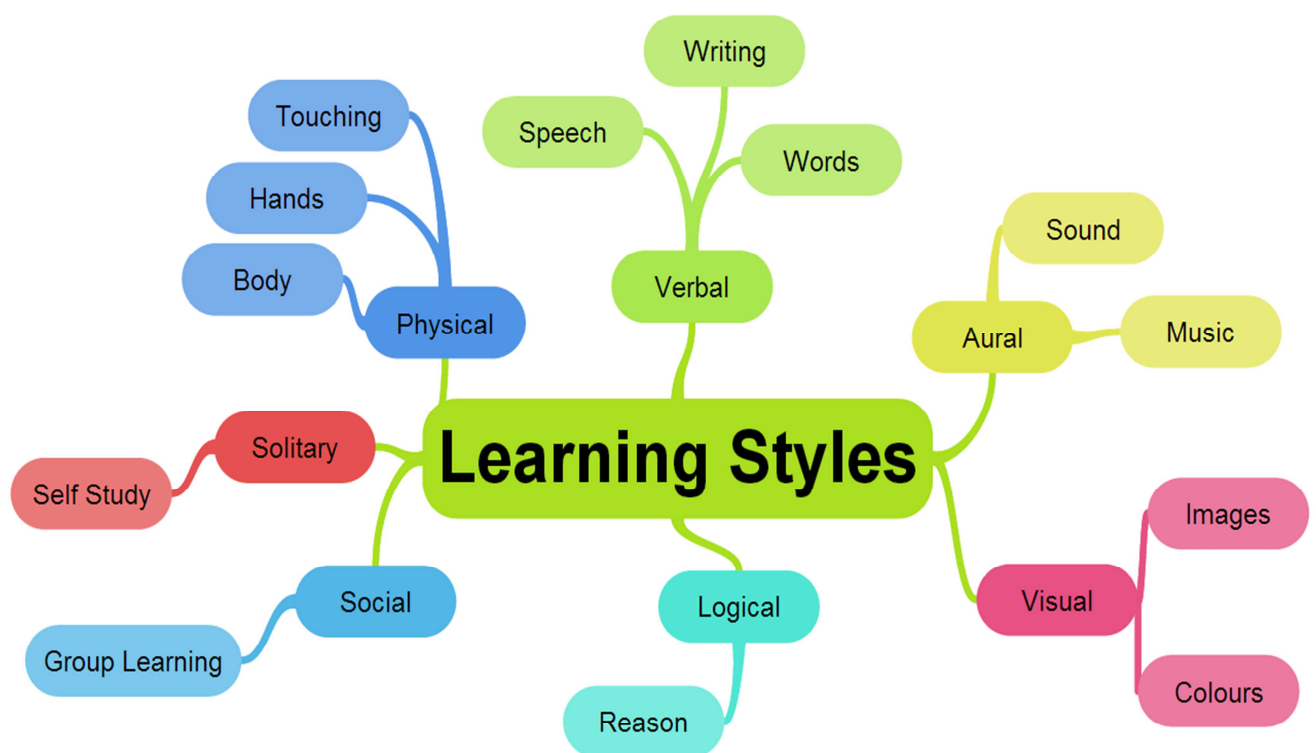 Writing
Touching
Speech
Words
Hands
Sound
Body
Verbal
Physical
Aural
Music
Solitary
Learning Styles
Self Study
Images
Social
Logical
Visual
Group Learning
Reason
Colours